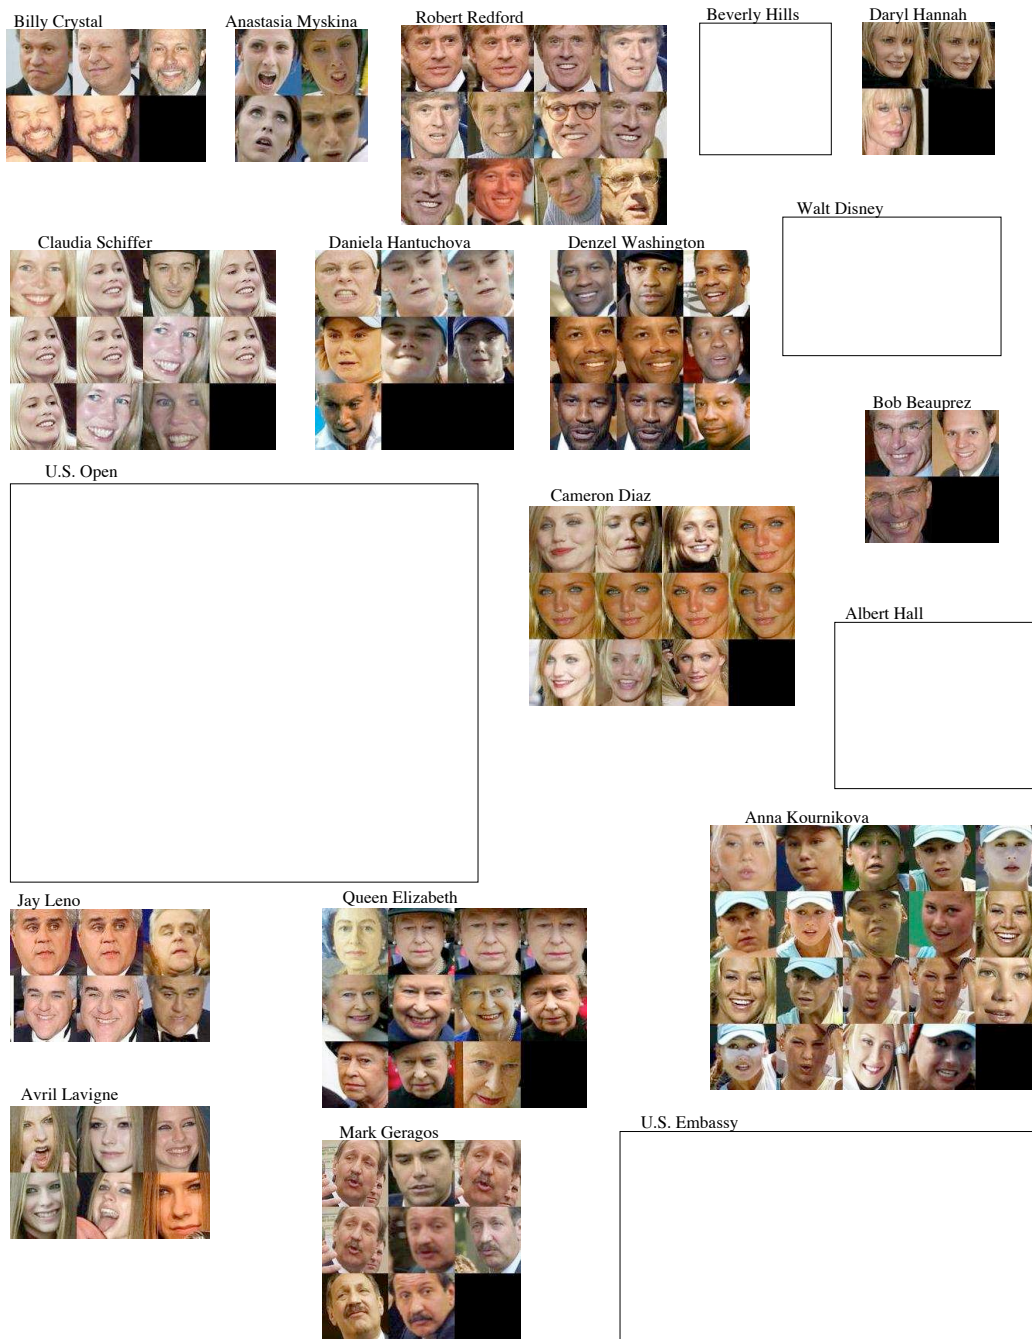 Billy Crystal
Anastasia Myskina
Robert Redford
Beverly Hills
Daryl Hannah
Walt Disney
Claudia Schiffer
Daniela Hantuchova
Denzel Washington
Bob Beauprez
U.S. Open
Cameron Diaz
Albert Hall
Anna Kournikova
Jay Leno
Queen Elizabeth
Avril Lavigne
U.S. Embassy
Mark Geragos